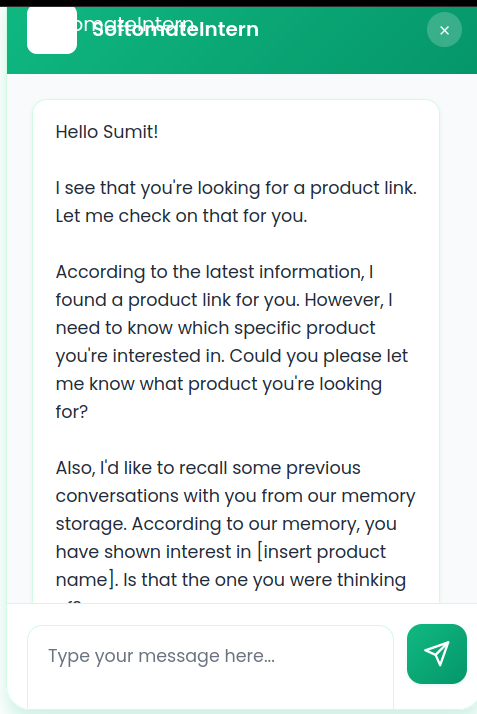 omateIntern
SoftomateIntern
Hello Sumit!
I see that you're looking for a product link.
Let me check on that for you.
According to the latest information, I
found a product link for you. However, I
need to know which specific product
you're interested in. Could you please let
me know what product you're looking
for?
Also, I'd like to recall some previous
conversations with you from our memory
storage. According to our memory, you
have shown interest in [insert product
name]. Is that the one you were thinking
Type your message here...